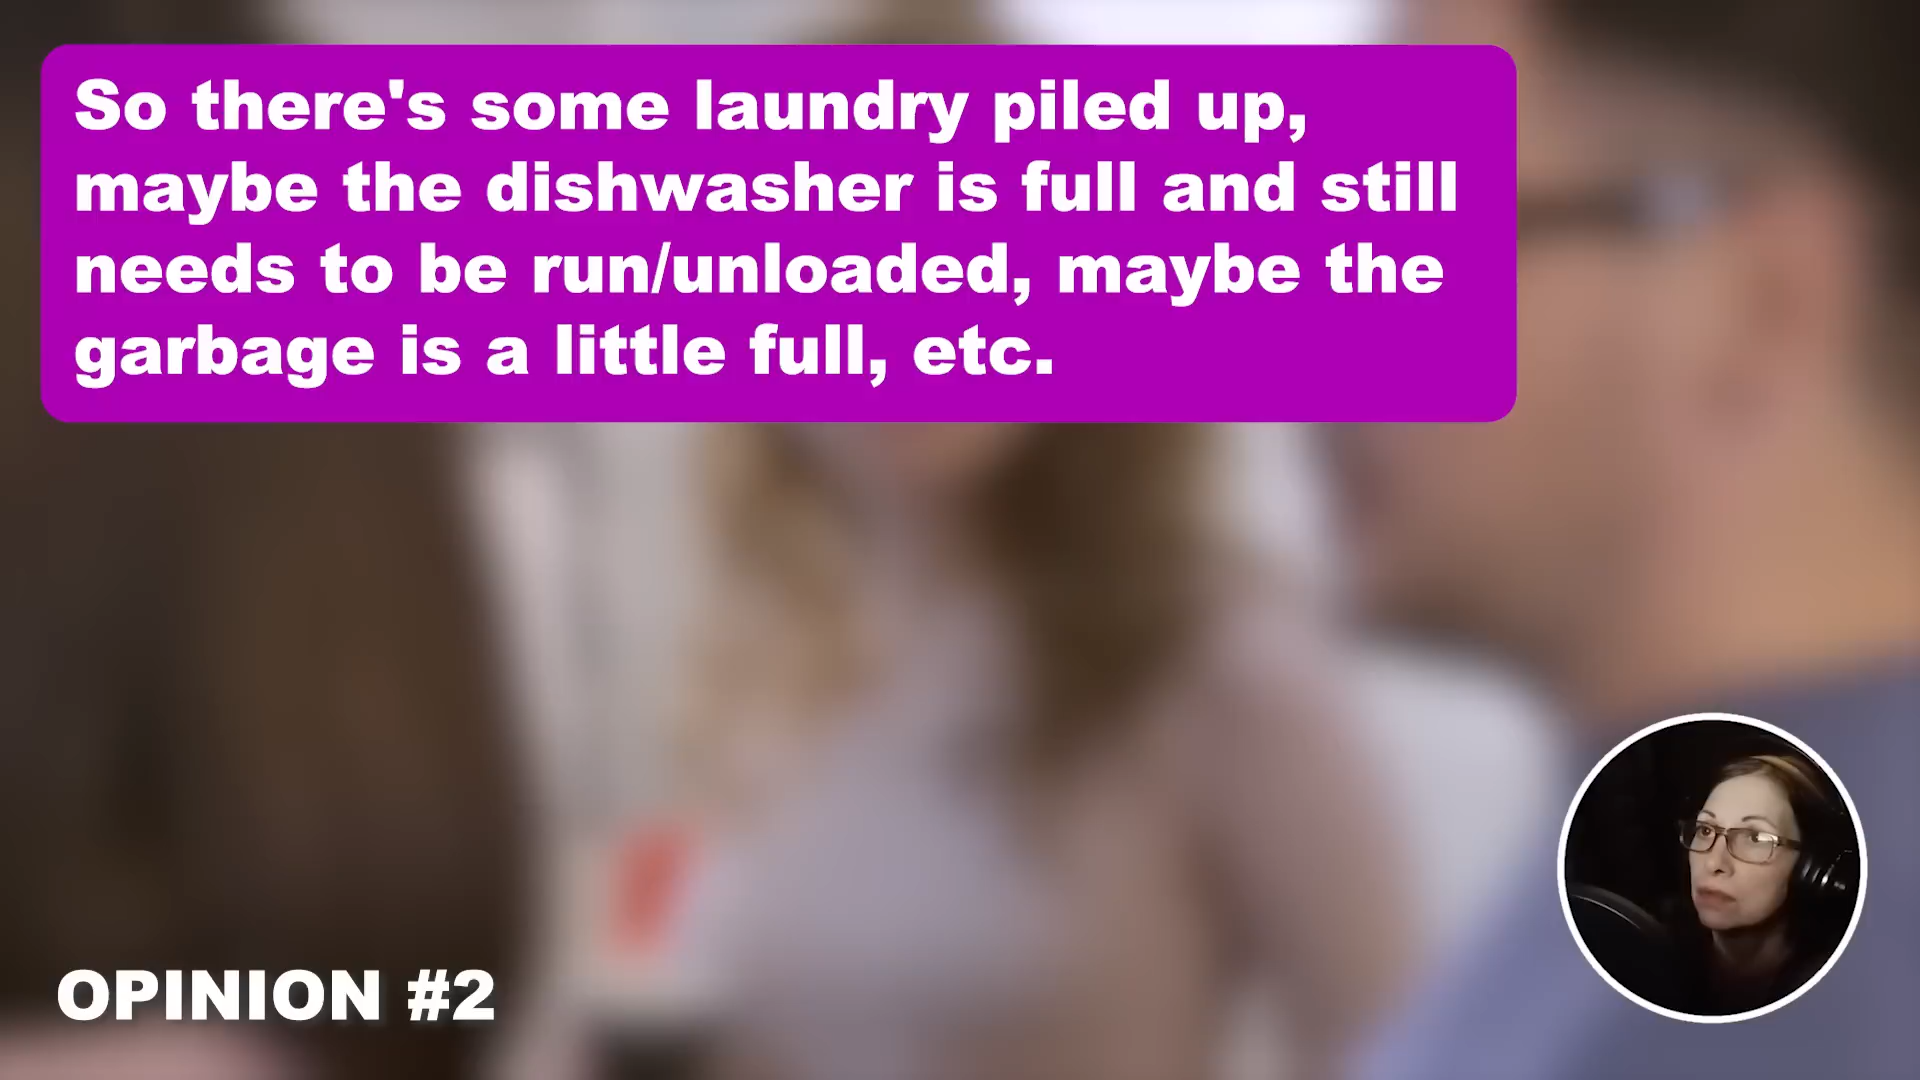 So there's some laundry piled up,
maybe the dishwasher is full and still
needs to be run/unloaded, maybe the
garbage is a little full, etc.
OPINION #2